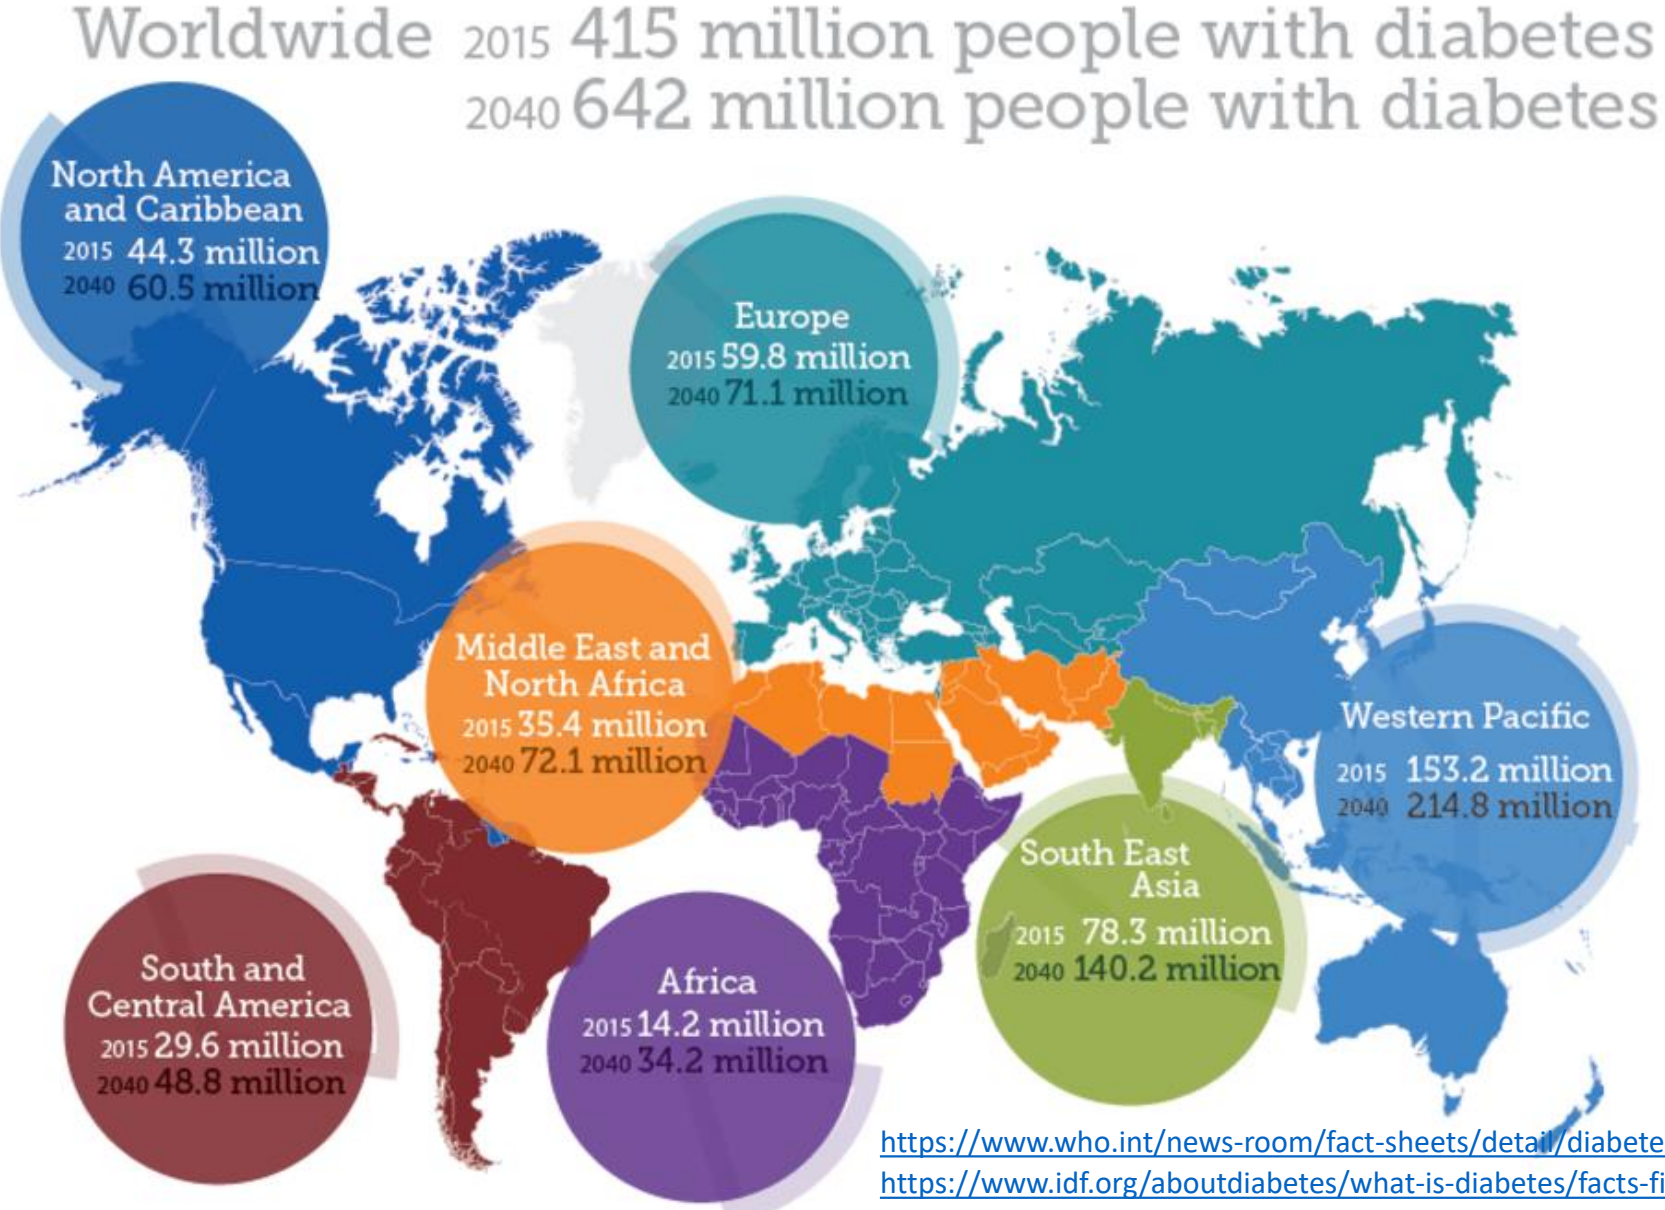 Worldwide 2015 415 million people with diabetes
2040 642 million people with diabetes
North America
and Caribbean
2015 44.3 million
2040 60.5 million
Europe
2015 59.8 million
2040 71.1 million
Middle East and
North Africa
2015 35.4 million
2040 72.1 million
Western Pacific
2015 153.2 million
2040 214.8 million
South East
Asia
2015 78.3 million
2040 140.2 million
South and
Central America
2015 29.6 million
2040 48.8 million
Africa
2015 14.2 million
2040 34.2 million
https://www.who.int/news-room/fact-sheets/detail/diabete
https://www.idf.org/aboutdiabetes/what-is-diabetes/facts-fi